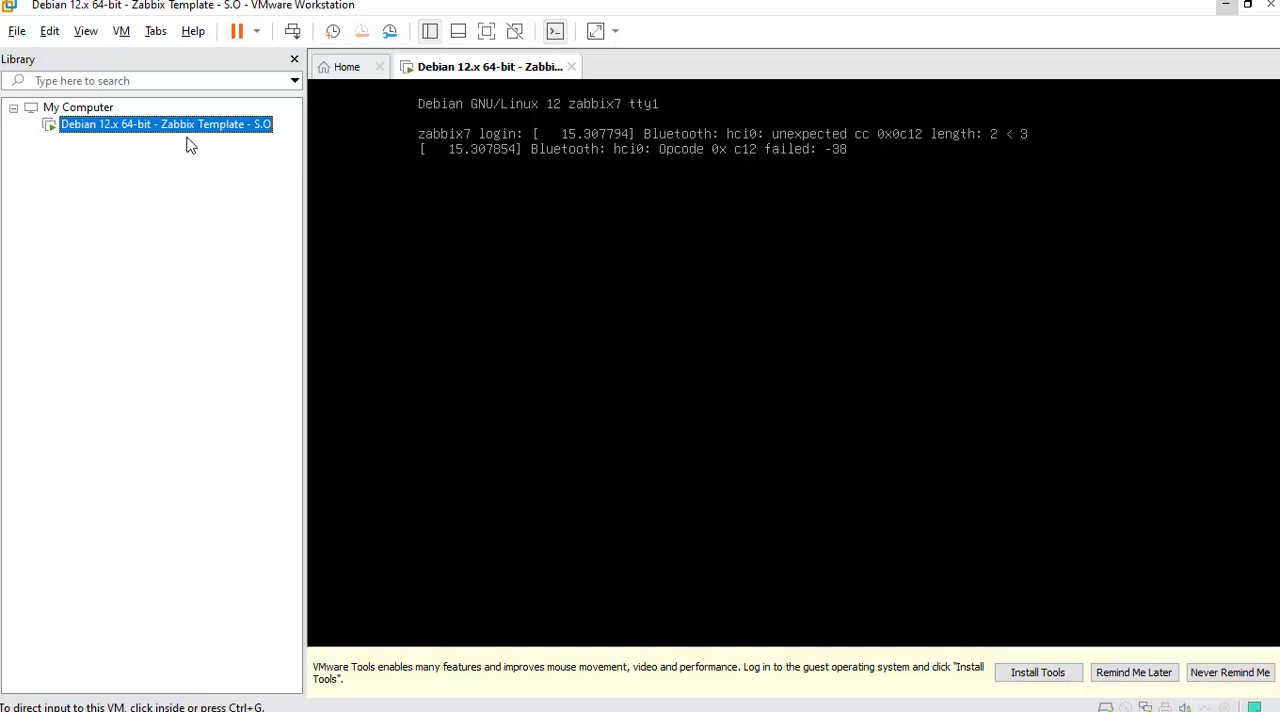 Debian 12.x 64-bit - Zabbix Template - S.O - VMware Workstation
File Edit View VM Tabs Help
Library
Type here to search
My Computer
Debian 12.x 64-bit - Zabbix Template - S.O
Home
Debian 12.x 64-bit - Zabbi...
Debian GNU/Linux 12 zabbix7 tty1
zabbix7 login: [   15.307794] Bluetooth: hci0: unexpected cc 0x0c12 length: 2 < 3
[   15.307854] Bluetooth: hci0: Opcode 0x c12 failed: -38
VMware Tools enables many features and improves mouse movement, video and performance. Log in to the guest operating system and click "Install
Tools".
Install Tools
Remind Me Later
Never Remind Me
To direct input to this VM, click inside or press Ctrl+G.